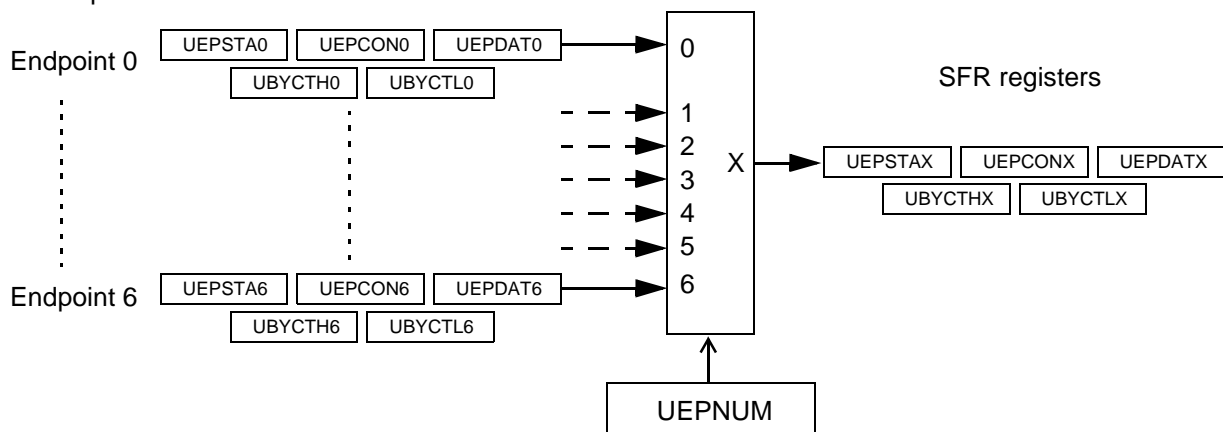 UEPSTA0 UEPCON0 UEPDAT0
Endpoint 0
UBYCTH0 UBYCTL0
0
SFR registers
1
2
X
UEPSTAX UEPCONX UEPDATX
3
UBYCTHX UBYCTLX
4
5
UEPSTA6 UEPCON6 UEPDAT6
6
Endpoint 6
UBYCTH6 UBYCTL6
UEPNUM